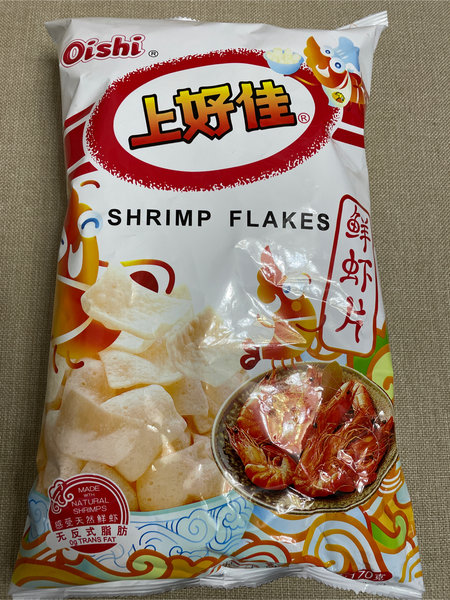 Oishi®
上好佳®
SHRIMP FLAKES
鲜虾片
MADE
WITH
NATURAL
SHRIMPS
感受天然鲜虾
无反式脂肪
0g TRANS FAT
70克